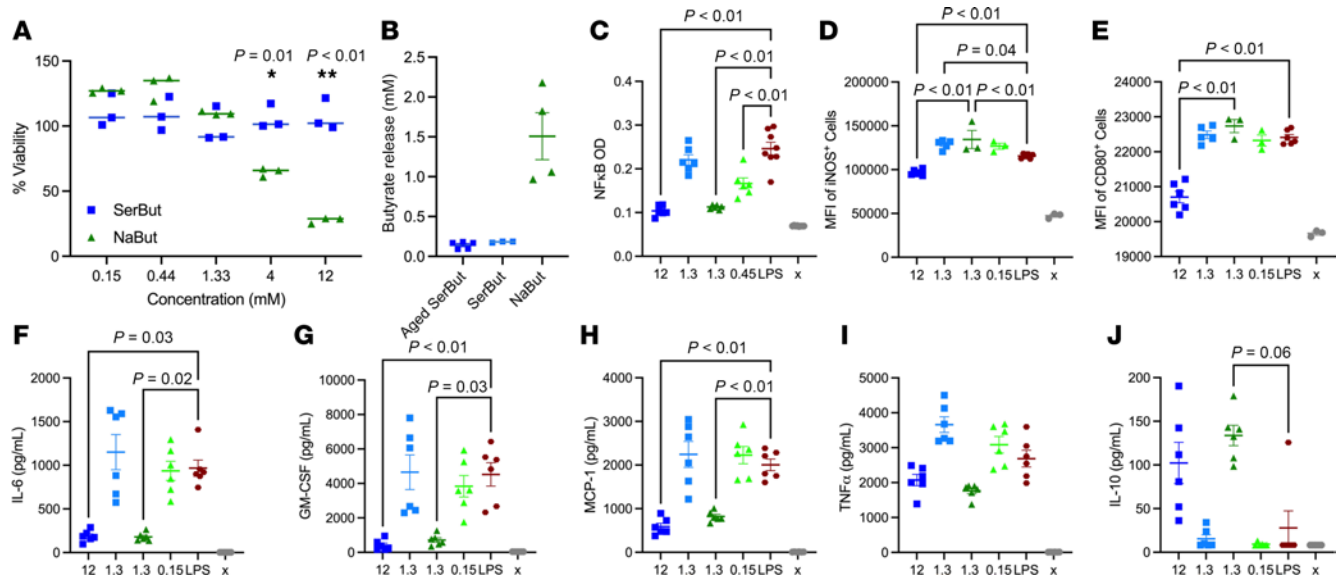 A
P = 0.01 P < 0.01
* **
150
100
50
0
% Viability
SerBut
NaBut
0.15 0.44 1.33 4 12
Concentration (mM)
B
2.5
2.0
1.5
1.0
0.5
0.0
Butyrate release (mM)
Aged SerBut
SerBut
NaBut
C
P < 0.01
P < 0.01
0.4
0.3
0.2
0.1
0.0
NFκB OD
12 1.3 1.3 0.45 LPS x
D
P < 0.01
P = 0.04
P < 0.01 P < 0.01
100000
150000
100000
50000
0
MFI of iNOS+ Cells
12 1.3 1.3 0.15 LPS x
E
P < 0.01
P < 0.01
24000
23000
22000
21000
20000
19000
MFI of CD80+ Cells
12 1.3 1.3 0.15 LPS x
F
P = 0.03
P = 0.02
2000
1500
1000
500
0
IL-6 (pg/mL)
12 1.3 1.3 0.15 LPS x
G
P < 0.01
P = 0.03
10000
8000
6000
4000
2000
0
GM-CSF (pg/mL)
12 1.3 1.3 0.15 LPS x
H
P < 0.01
P < 0.01
4000
3000
2000
1000
0
MCP-1 (pg/mL)
12 1.3 1.3 0.15 LPS x
I
5000
4000
3000
2000
1000
0
TNFα (pg/mL)
12 1.3 1.3 0.15 LPS x
J
P = 0.06
200
150
100
50
0
IL-10 (pg/mL)
12 1.3 1.3 0.15 LPS x